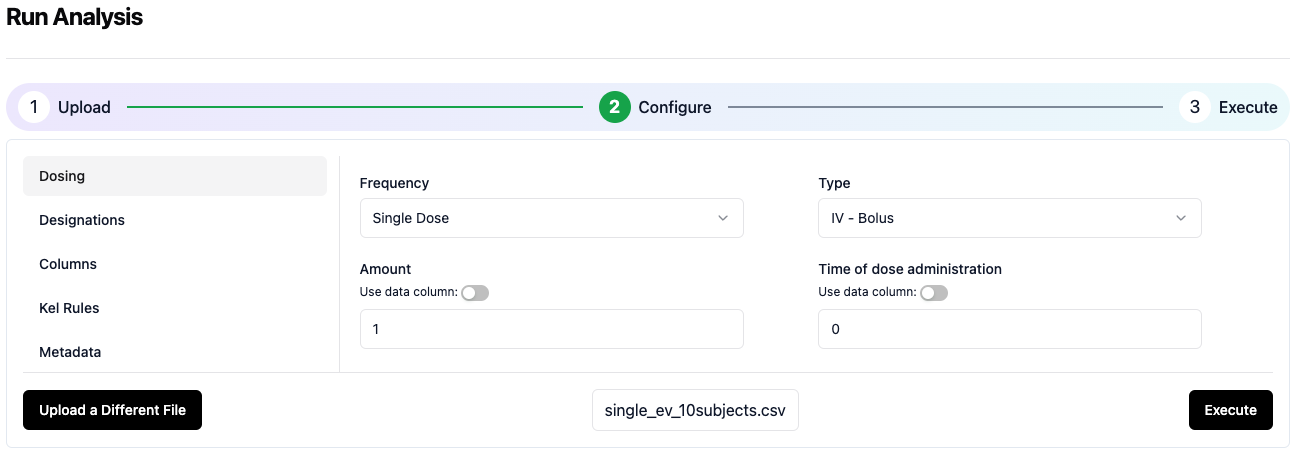 Run Analysis
1 Upload 2 Configure 3 Execute
Dosing
Designations
Columns
Kel Rules
Metadata
Frequency
Single Dose
Type
IV - Bolus
Amount
Use data column:
1
Time of dose administration
Use data column:
0
Upload a Different File
single_ev_10subjects.csv
Execute